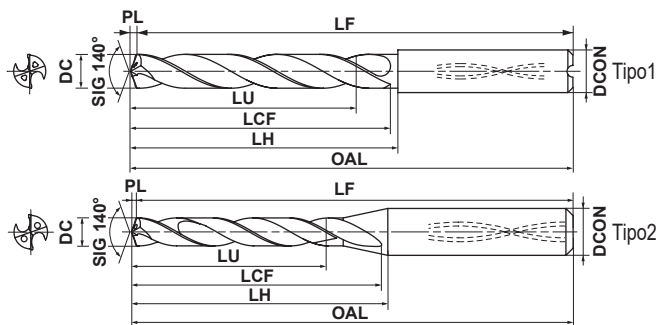 PL LF
DC
SIG 140°
DCON
Tipo1
LU
LCF
LH
OAL
PL LF
DC
SIG 140°
DCON
Tipo2
LU
LCF
LH
OAL